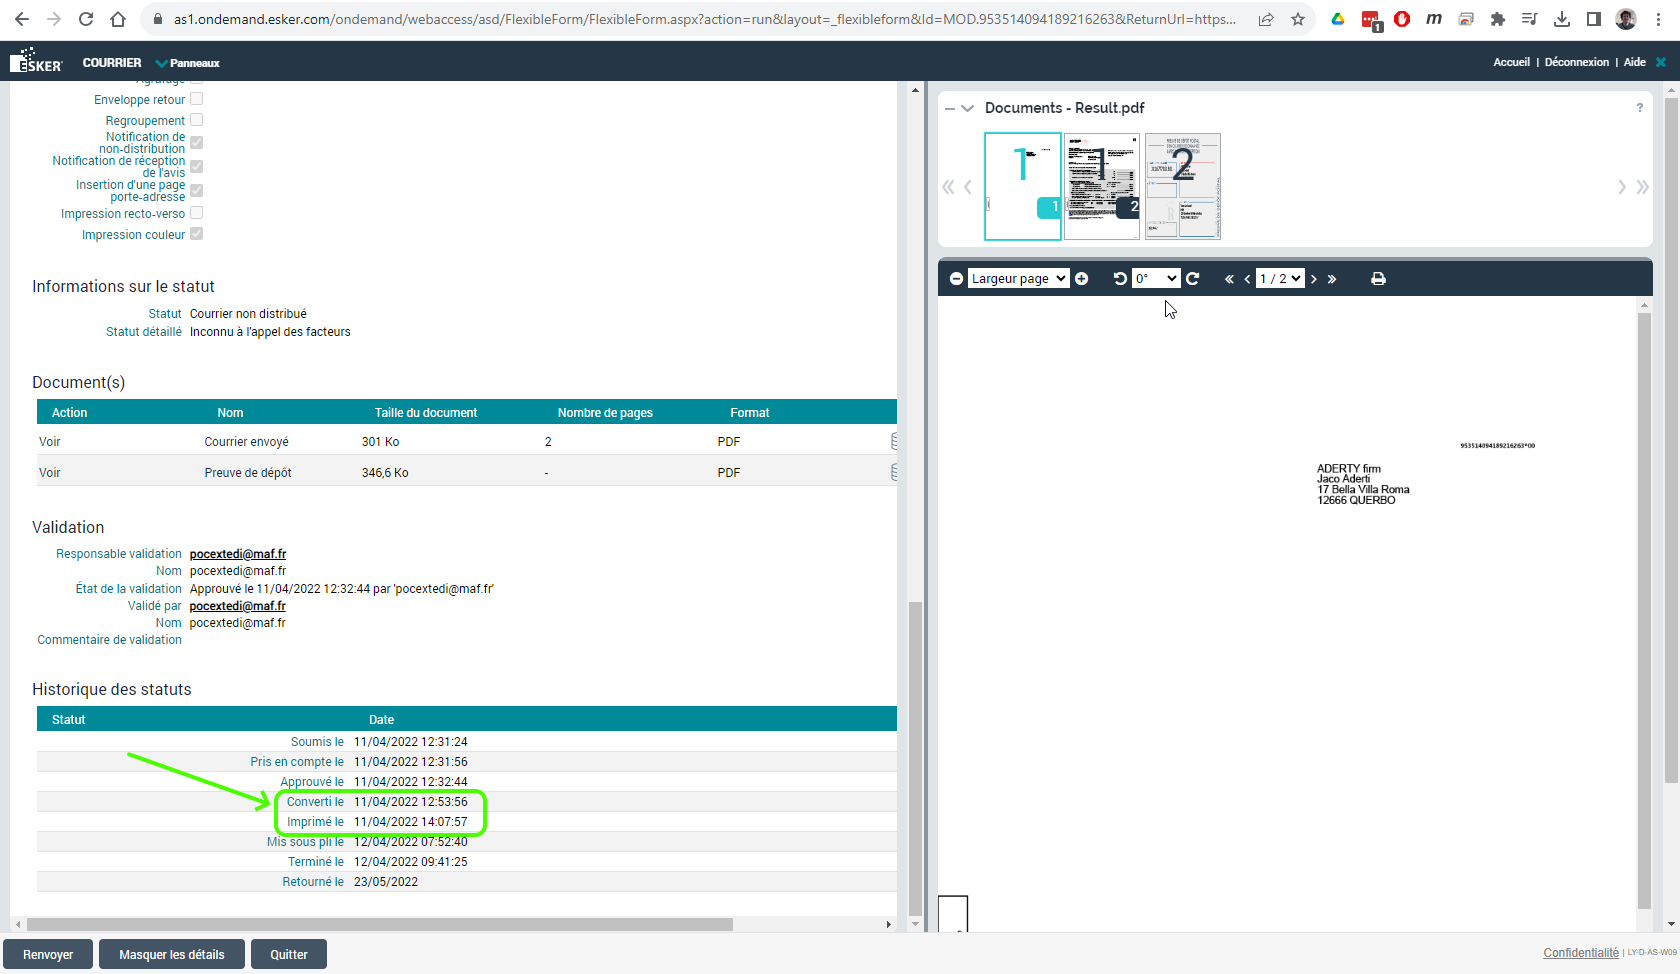 as1.ondemand.esker.com/ondemand/webaccess/asd/FlexibleForm/FlexibleForm.aspx?action=run&layout=_flexibleform&Id=MOD.953514094189216263&ReturnUrl=https...
1
ESKER
COURRIER
Panneaux
Accueil | Déconnexion | Aide
Agrafage
Enveloppe retour
Regroupement
Notification de
non-distribution
Notification de réception
de l'avis
Insertion d'une page
porte-adresse
Impression recto-verso
Impression couleur
Informations sur le statut
Statut Courrier non distribué
Statut détaillé Inconnu à l'appel des facteurs
Document(s)
Action Nom Taille du document Nombre de pages Format
Voir Courrier envoyé 301 Ko 2 PDF
Voir Preuve de dépôt 346,6 Ko - PDF
Validation
Responsable validation pocextedi@maf.fr
Nom pocextedi@maf.fr
État de la validation Approuvé le 11/04/2022 12:32:44 par 'pocextedi@maf.fr'
Validé par pocextedi@maf.fr
Nom pocextedi@maf.fr
Commentaire de validation
Historique des statuts
Statut Date
Soumis le 11/04/2022 12:31:24
Pris en compte le 11/04/2022 12:31:56
Approuvé le 11/04/2022 12:32:44
Converti le 11/04/2022 12:53:56
Imprimé le 11/04/2022 14:07:57
Mis sous pli le 12/04/2022 07:52:40
Terminé le 12/04/2022 09:41:25
Retourné le 23/05/2022
Renvoyer
Masquer les détails
Quitter
Documents - Result.pdf
?
1 1 2
1 2
Largeur page
0°
1 / 2
953514094189216263*00
ADERTY firm
Jaco Aderti
17 Bella Villa Roma
12666 QUERBO
Confidentialité | LY-D-AS-W09